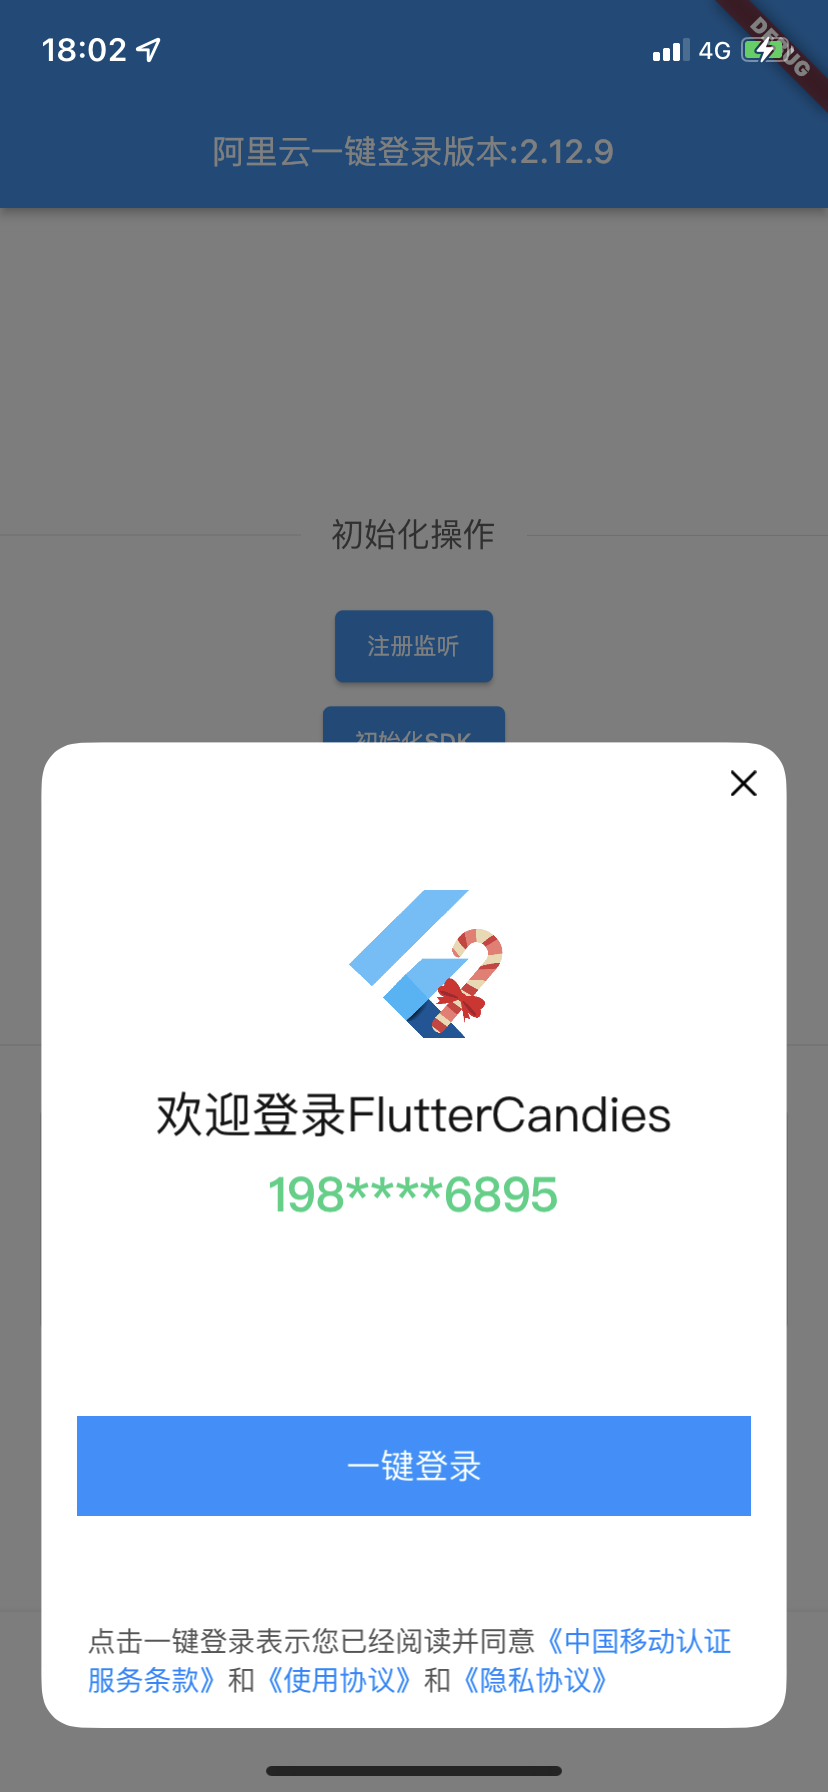 18:02
4G
DEBUG
阿里云一键登录版本:2.12.9
初始化操作
注册监听
初始化SDK
欢迎登录FlutterCandies
198****6895
一键登录
点击一键登录表示您已经阅读并同意《中国移动认证
服务条款》和《使用协议》和《隐私协议》